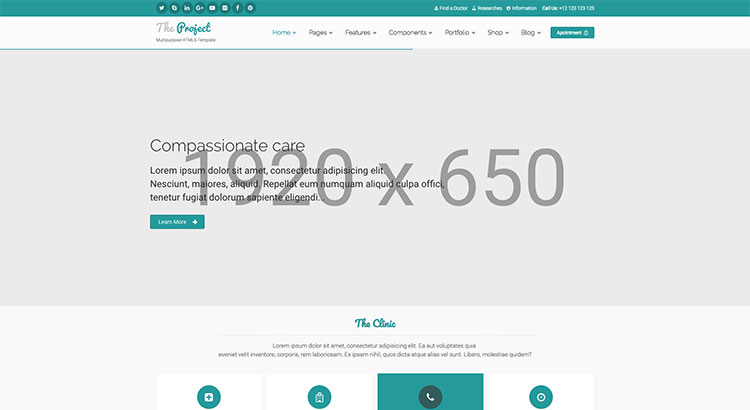 Find a Doctor Researches Information Call Us: +12 123 123 123
The Project
Multipurpose HTML5 Template
Home Pages Features Components Portfolio Shop Blog Apointment
1920 x 650
Compassionate care
Lorem ipsum dolor sit amet, consectetur adipisicing elit.
Nesciunt, maiores, aliquid. Repellat eum numquam aliquid culpa offici,
tenetur fugiat dolorum sapiente eligendi...
Learn More
The Clinic
Lorem ipsum dolor sit amet, consectetur adipisicing elit. Ea aut voluptates quia
eveniet velit inventore, corporis, rem laboriosam. Ex ipsam nihil, quos dicta atque alias vel sunt. Libero, molestiae quidem?